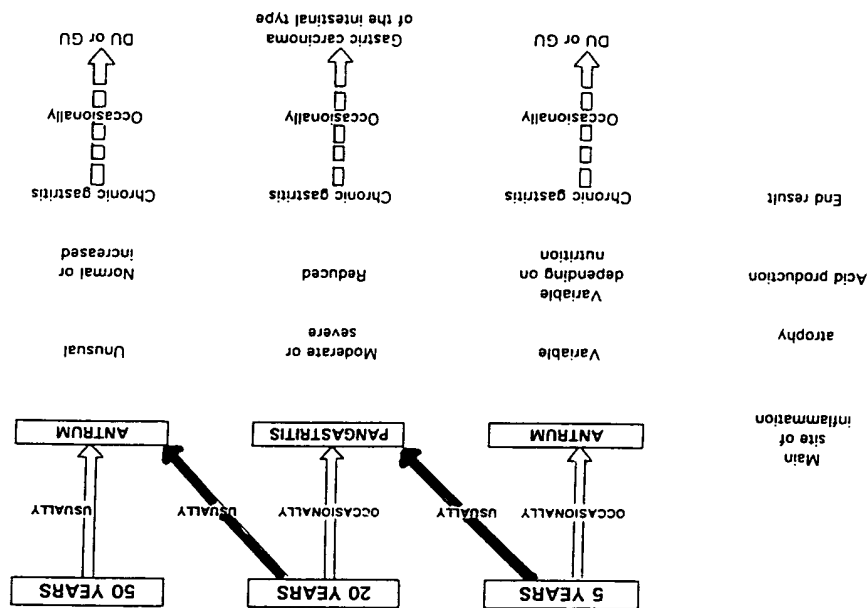 5 YEARS
20 YEARS
50 YEARS
OCCASIONALLY
USUALLY
OCCASIONALLY
USUALLY
USUALLY
Main
site of
inflammation
ANTRUM
PANGASTRITIS
ANTRUM
atrophy
Variable
Moderate or
severe
Unusual
Acid production
Variable
depending on
nutrition
Reduced
Normal or
increased
End result
Chronic gastritis
Chronic gastritis
Chronic gastritis
Occasionally
Occasionally
Occasionally
DU or GU
Gastric carcinoma
of the intestinal type
DU or GU